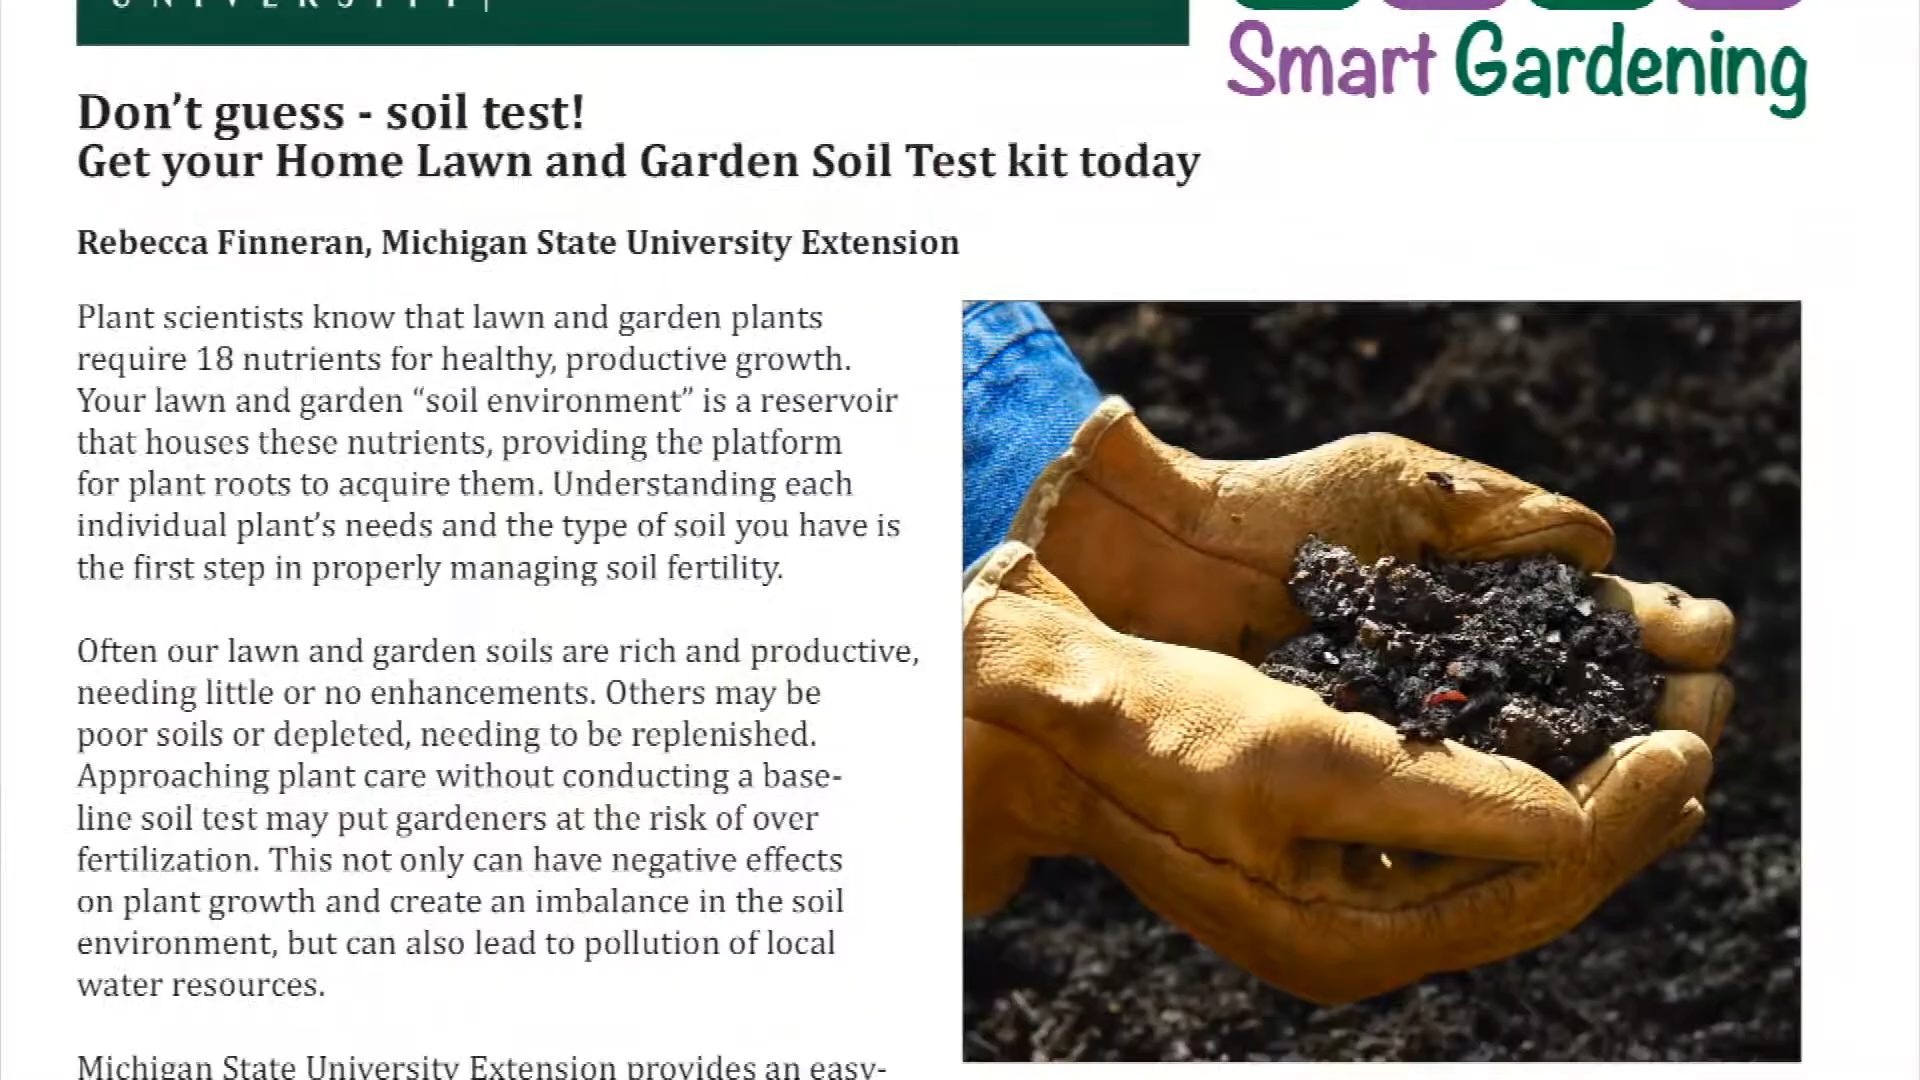 UNIVERSITY
Smart Gardening
Don’t guess - soil test!
Get your Home Lawn and Garden Soil Test kit today
Rebecca Finneran, Michigan State University Extension
Plant scientists know that lawn and garden plants
require 18 nutrients for healthy, productive growth.
Your lawn and garden “soil environment” is a reservoir
that houses these nutrients, providing the platform
for plant roots to acquire them. Understanding each
individual plant’s needs and the type of soil you have is
the first step in properly managing soil fertility.
Often our lawn and garden soils are rich and productive,
needing little or no enhancements. Others may be
poor soils or depleted, needing to be replenished.
Approaching plant care without conducting a base-
line soil test may put gardeners at the risk of over
fertilization. This not only can have negative effects
on plant growth and create an imbalance in the soil
environment, but can also lead to pollution of local
water resources.
Michigan State University Extension provides an easy-